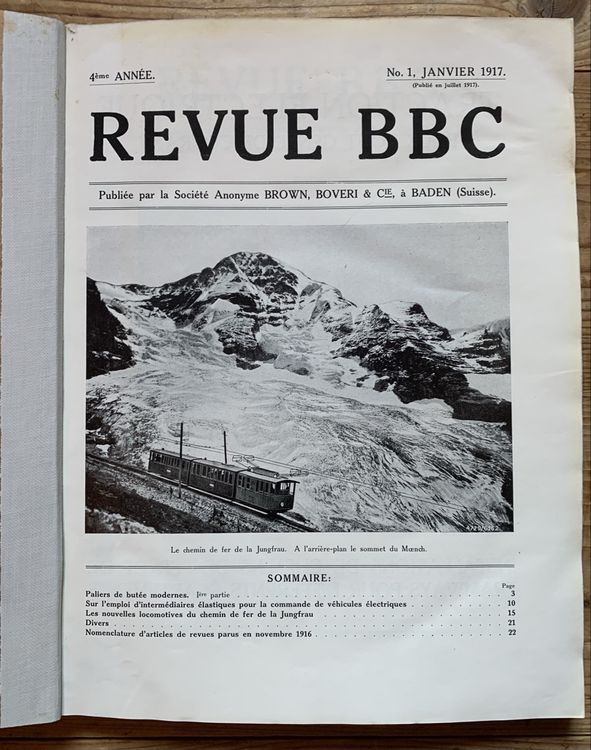 4ème ANNÉE.
No. 1, JANVIER 1917.
(Publié en juillet 1917).
REVUE BBC
Publiée par la Société Anonyme BROWN, BOVERI & CIE, à BADEN (Suisse).
Le chemin de fer de la Jungfrau. A l'arrière-plan le sommet du Mœnch.
SOMMAIRE:
Page
Paliers de butée modernes. Ière partie . . . . . . . . . . . . . . . . . . . . 3
Sur l'emploi d'intermédiaires élastiques pour la commande de véhicules électriques . . . . . . . . . . 10
Les nouvelles locomotives du chemin de fer de la Jungfrau . . . . . . . . . . . . . . . . 15
Divers . . . . . . . . . . . . . . . . . . . . . . . . . . . . . . 21
Nomenclature d'articles de revues parus en novembre 1916 . . . . . . . . . . . . . . . . 22